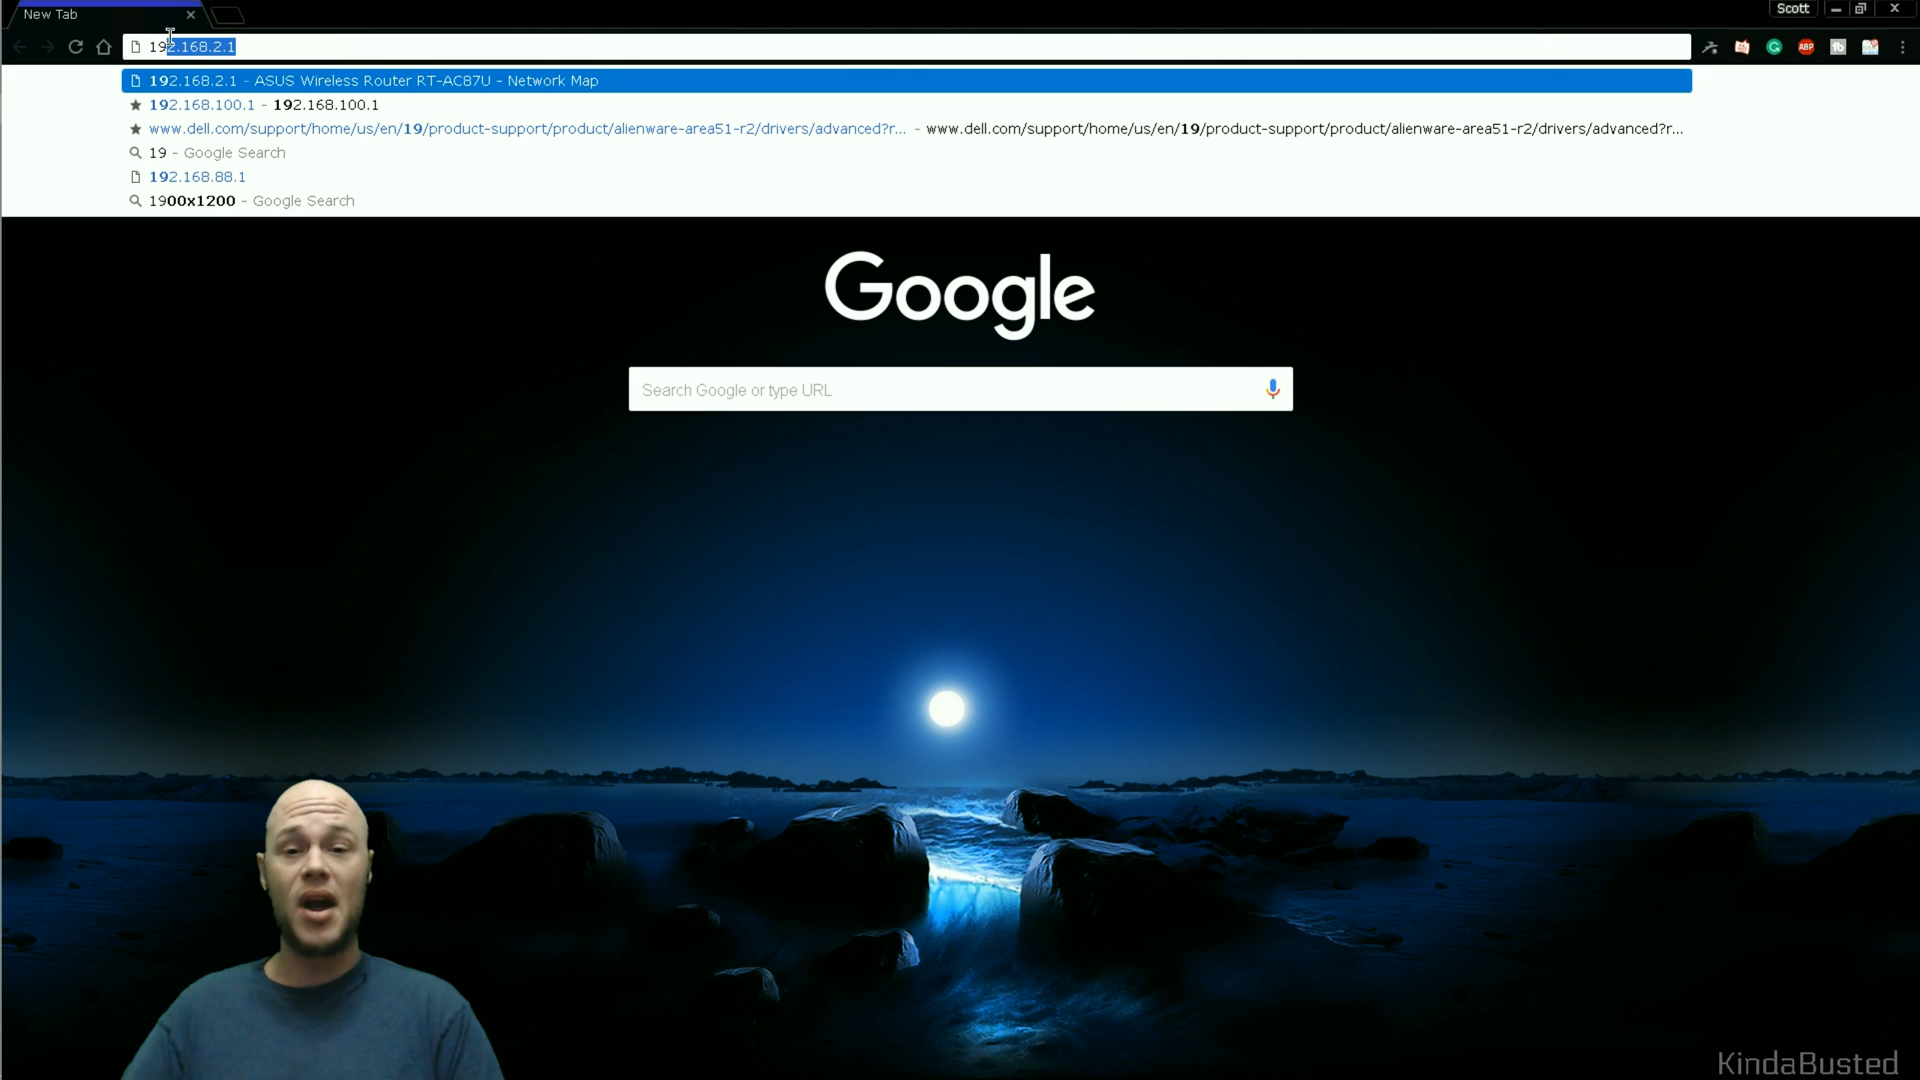 New Tab
Scott
192.168.2.1
ABP
192.168.2.1 - ASUS Wireless Router RT-AC87U - Network Map
192.168.100.1 - 192.168.100.1
www.dell.com/support/home/us/en/19/product-support/product/alienware-area51-r2/drivers/advanced?r... - www.dell.com/support/home/us/en/19/product-support/product/alienware-area51-r2/drivers/advanced?r...
19 - Google Search
192.168.88.1
1900x1200 - Google Search
Google
Search Google or type URL
KindaBusted